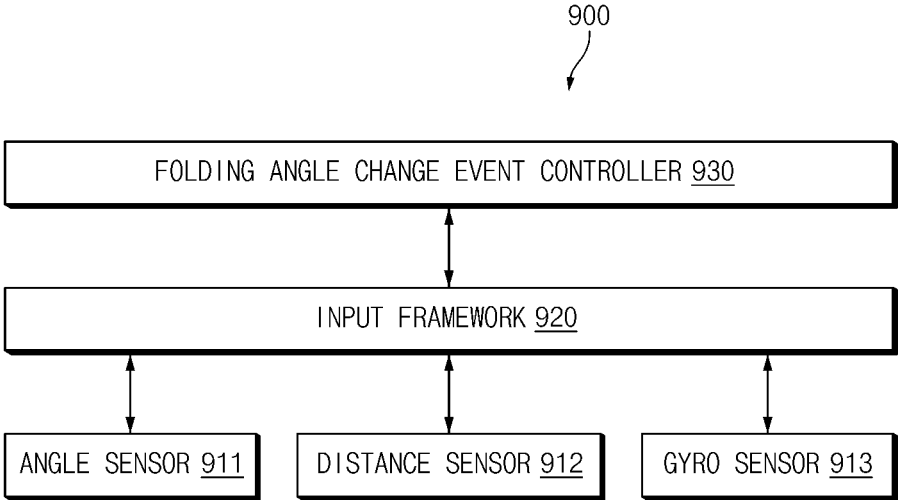 900
FOLDING ANGLE CHANGE EVENT CONTROLLER 930
INPUT FRAMEWORK 920
ANGLE SENSOR 911
DISTANCE SENSOR 912
GYRO SENSOR 913